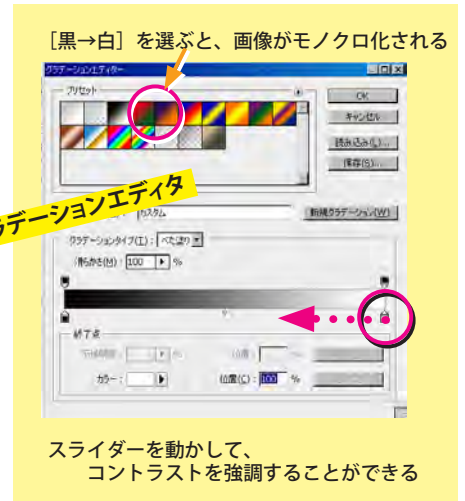 ［黒→白］を選ぶと、画像がモノクロ化される
グラデーションエディター
プリセット
OK
キャンセル
読み込み(L)...
保存(S)...
ラデーションエディタ
カスタム
新規グラデーション(W)
グラデーションタイプ(T)： べた塗り
滑らかさ(M)： 100 %
終了点
位置： %
カラー： 位置(C)： 100 %
スライダーを動かして、
コントラストを強調することができる